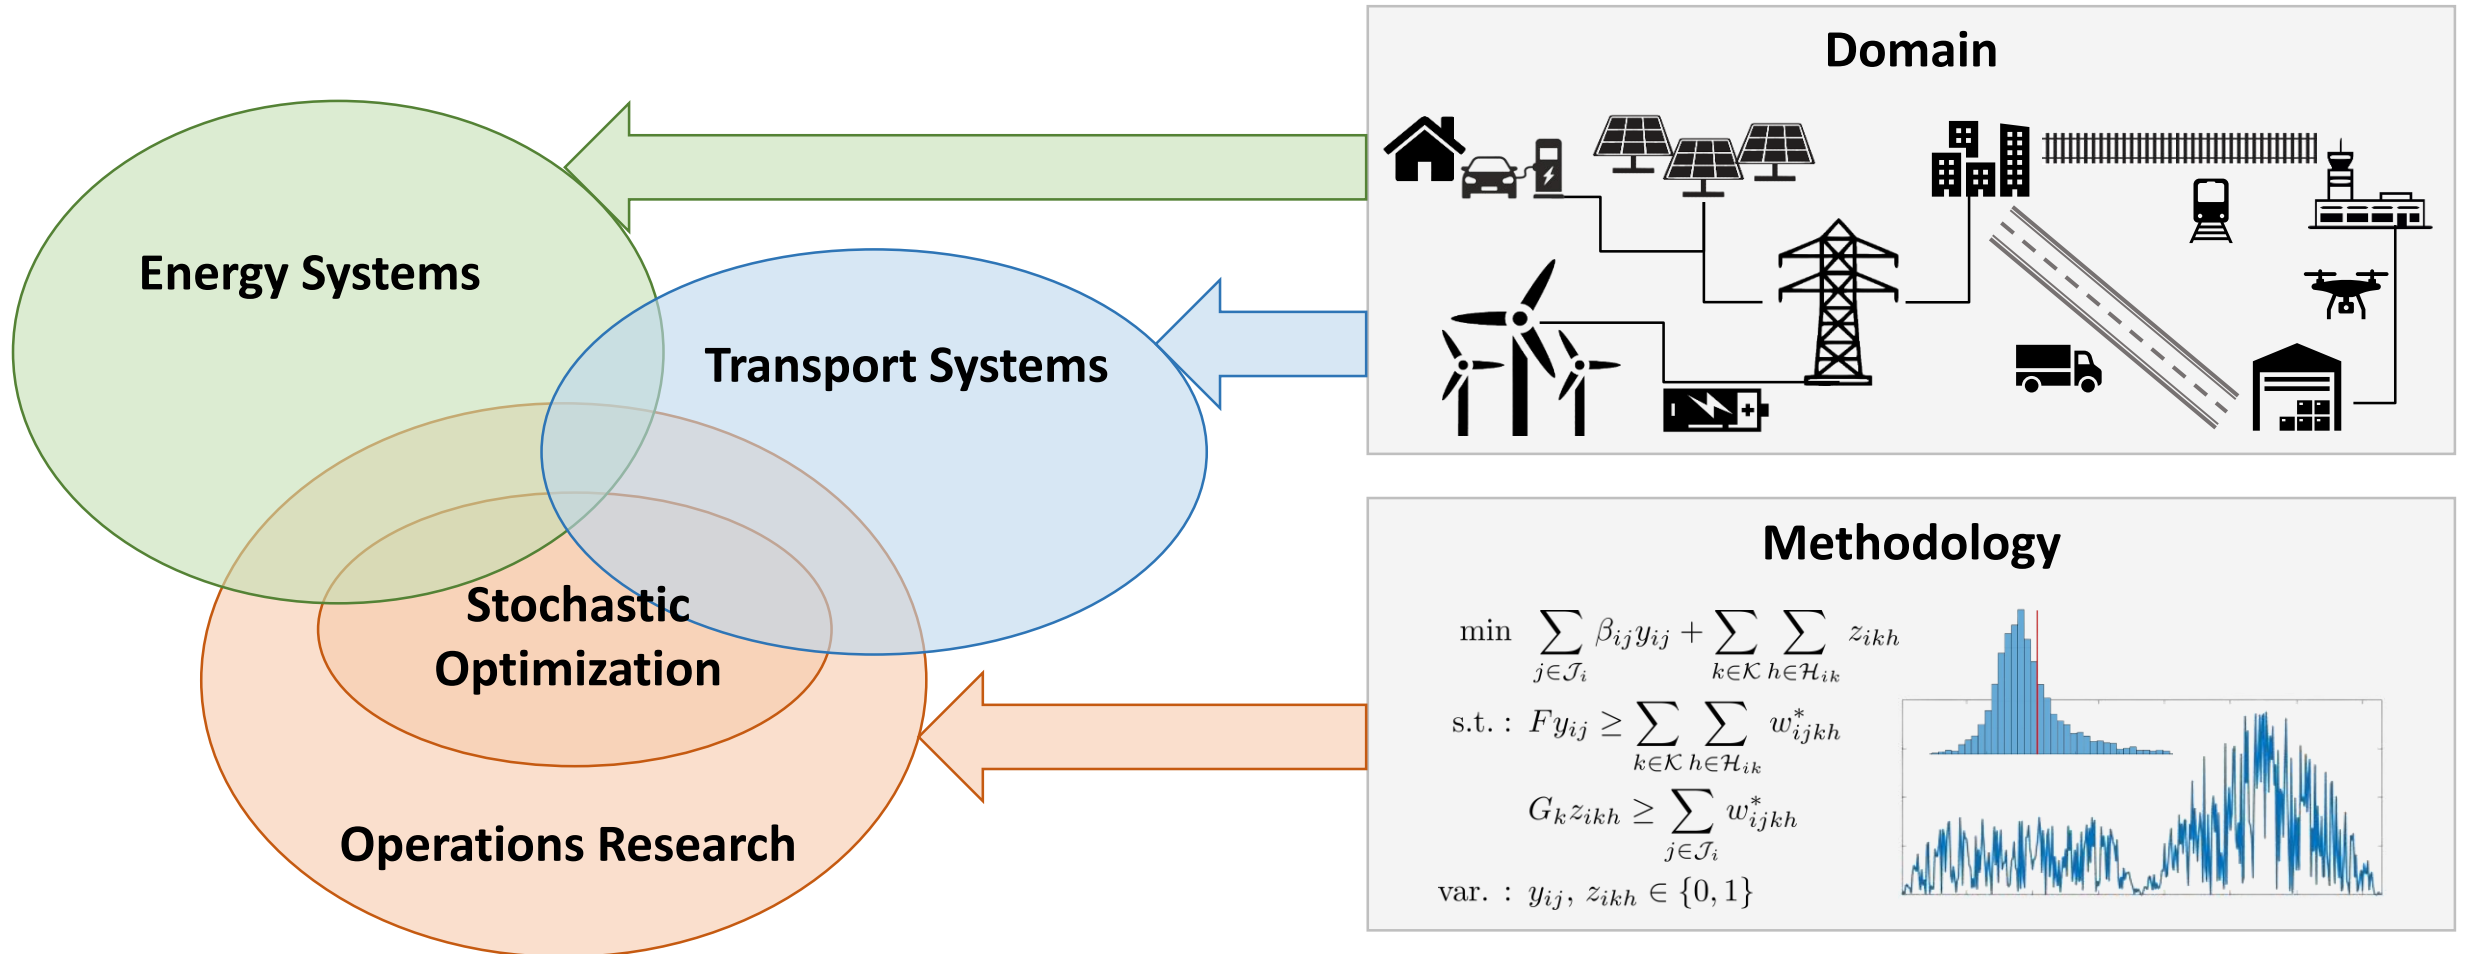 Domain
Energy Systems
Transport Systems
Stochastic
Optimization
Operations Research
Methodology
min ∑_{j∈𝒥_i} β_{ij}y_{ij} + ∑_{k∈𝒦} ∑_{h∈ℋ_{ik}} z_{ikh}
s.t. : Fy_{ij} ≥ ∑_{k∈𝒦} ∑_{h∈ℋ_{ik}} w^*_{ijkh}
G_k z_{ikh} ≥ ∑_{j∈𝒥_i} w^*_{ijkh}
var. : y_{ij}, z_{ikh} ∈ {0, 1}